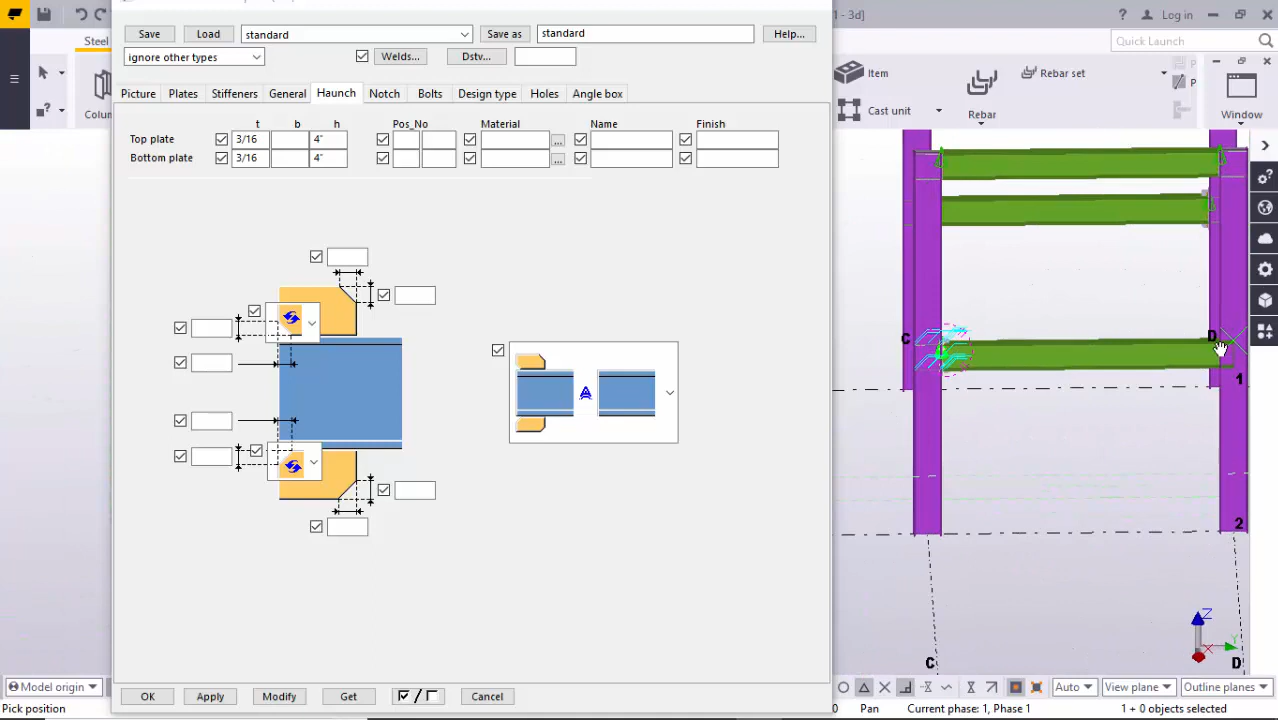 Save Load standard Save as standard Help...
ignore other types Welds... Dstv...
Picture Plates Stiffeners General Haunch Notch Bolts Design type Holes Angle box
t b h Pos_No Material Name Finish
Top plate 3/16 4" ...
Bottom plate 3/16 4" ...
OK Apply Modify Get / Cancel
- 3d] ? Log in
Steel
Quick Launch
Item Rebar set
Colum Cast unit Rebar Window
C D
1
2
C D
Z
Y
Model origin
Auto View plane Outline planes
Pick position 0 Pan Current phase: 1, Phase 1 1 + 0 objects selected